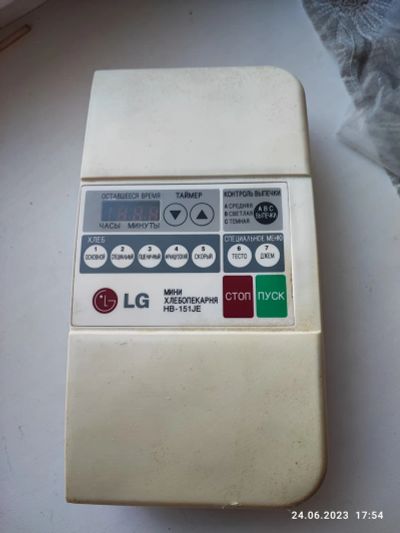 ОСТАВШЕЕСЯ ВРЕМЯ
ТАЙМЕР
ЧАСЫ МИНУТЫ
КОНТРОЛЬ ВЫПЕЧКИ
A СРЕДНЯЯ
B СВЕТЛАЯ
C ТЕМНАЯ
A B C
ВЫПЕЧКИ
ХЛЕБ
1
ОСНОВНОЙ
2
СПЕЦИАЛЬНЫЙ
3
ПШЕНИЧНЫЙ
4
ФРАНЦУЗСКИЙ
5
СКОРЫЙ
СПЕЦИАЛЬНОЕ МЕНЮ
6
ТЕСТО
7
ДЖЕМ
LG
МИНИ
ХЛЕБОПЕКАРНЯ
HB-151JE
СТОП
ПУСК
24.06.2023 17:54